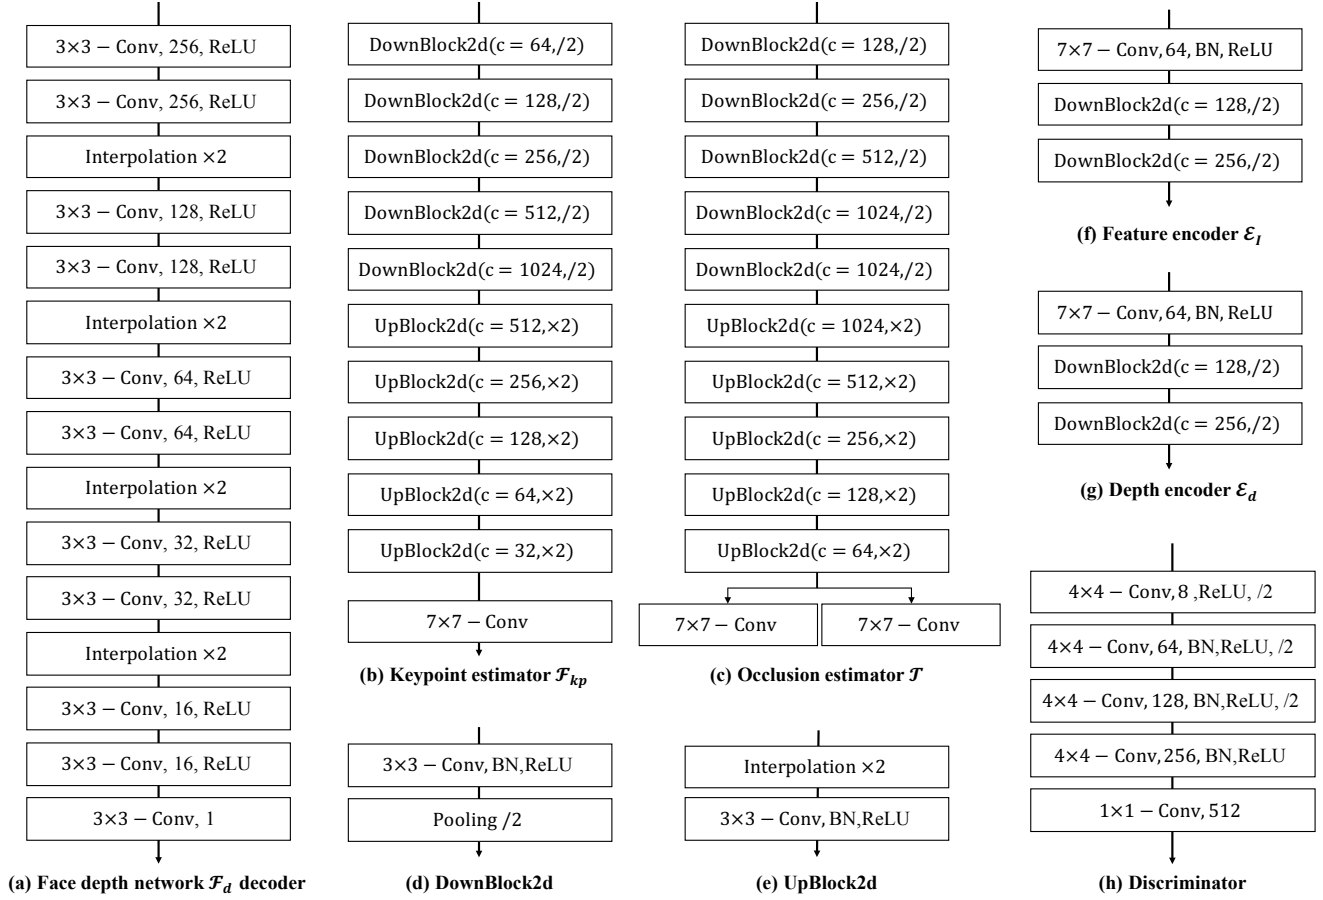 3×3 − Conv, 256, ReLU
3×3 − Conv, 256, ReLU
Interpolation ×2
3×3 − Conv, 128, ReLU
3×3 − Conv, 128, ReLU
Interpolation ×2
3×3 − Conv, 64, ReLU
3×3 − Conv, 64, ReLU
Interpolation ×2
3×3 − Conv, 32, ReLU
3×3 − Conv, 32, ReLU
Interpolation ×2
3×3 − Conv, 16, ReLU
3×3 − Conv, 16, ReLU
3×3 − Conv, 1
(a) Face depth network ℱ_d decoder
DownBlock2d(c = 64,/2)
DownBlock2d(c = 128,/2)
DownBlock2d(c = 256,/2)
DownBlock2d(c = 512,/2)
DownBlock2d(c = 1024,/2)
UpBlock2d(c = 512,×2)
UpBlock2d(c = 256,×2)
UpBlock2d(c = 128,×2)
UpBlock2d(c = 64,×2)
UpBlock2d(c = 32,×2)
7×7 − Conv
(b) Keypoint estimator ℱ_kp
DownBlock2d(c = 128,/2)
DownBlock2d(c = 256,/2)
DownBlock2d(c = 512,/2)
DownBlock2d(c = 1024,/2)
DownBlock2d(c = 1024,/2)
UpBlock2d(c = 1024,×2)
UpBlock2d(c = 512,×2)
UpBlock2d(c = 256,×2)
UpBlock2d(c = 128,×2)
UpBlock2d(c = 64,×2)
7×7 − Conv
7×7 − Conv
(c) Occlusion estimator 𝒯
3×3 − Conv, BN,ReLU
Pooling /2
(d) DownBlock2d
Interpolation ×2
3×3 − Conv, BN,ReLU
(e) UpBlock2d
7×7 − Conv, 64, BN, ReLU
DownBlock2d(c = 128,/2)
DownBlock2d(c = 256,/2)
(f) Feature encoder ℰ_I
7×7 − Conv, 64, BN, ReLU
DownBlock2d(c = 128,/2)
DownBlock2d(c = 256,/2)
(g) Depth encoder ℰ_d
4×4 − Conv, 8 ,ReLU, /2
4×4 − Conv, 64, BN,ReLU, /2
4×4 − Conv, 128, BN,ReLU, /2
4×4 − Conv, 256, BN,ReLU
1×1 − Conv, 512
(h) Discriminator